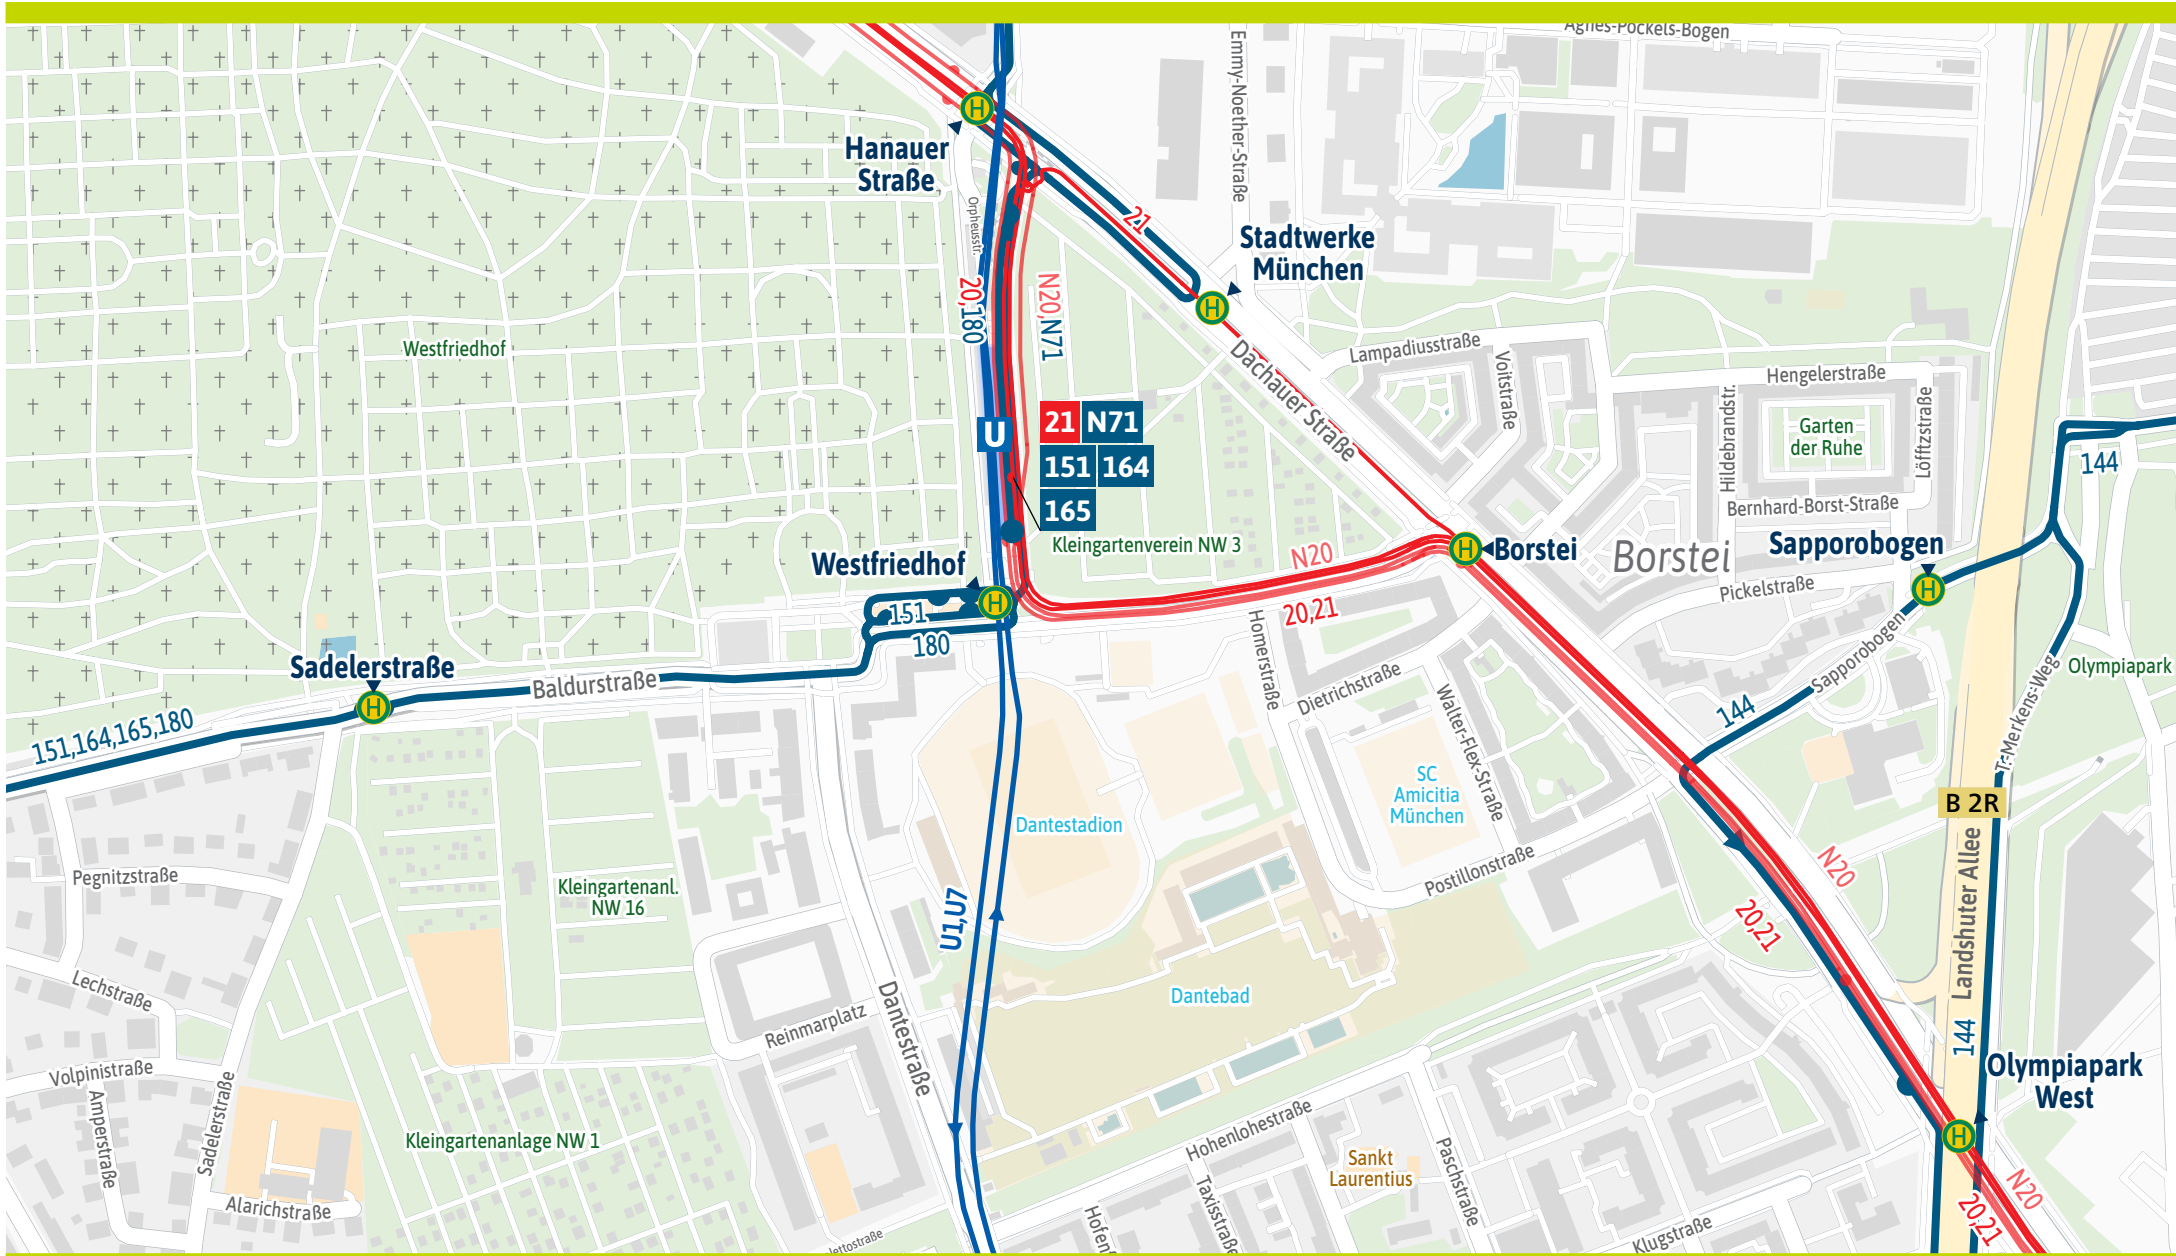 Agnes-Pockels-Bogen
Emmy-Noether-Straße
H
Hanauer
Straße
Orpheusstr.
21
Stadtwerke
München
H
20,180
N20,N71
Westfriedhof
Dachauer Straße
Lampadiusstraße
Voitstraße
Hengelerstraße
Hildebrandstr.
Garten
der Ruhe
Löfftzstraße
Bernhard-Borst-Straße
U
21 N71
151 164
165
144
Kleingartenverein NW 3
N20
H
Borstei
Borstei
Sapporobogen
H
Pickelstraße
Westfriedhof
H
151
180
20,21
Homerstraße
Sadelerstraße
H
Baldurstraße
151,164,165,180
Dietrichstraße
Walter-Flex-Straße
Sapporobogen
144
Olympiapark
T.-Merkens-Weg
SC
Amicitia
München
B 2R
Dantestadion
Postillonstraße
N20
20,21
Landshuter Allee
144
Pegnitzstraße
Kleingartenanl.
NW 16
U1,U7
Dantebad
Lechstraße
Reinmarplatz
Dantestraße
Volpinistraße
Amperstraße
Sadelerstraße
Olympiapark
West
H
Kleingartenanlage NW 1
Hohenlohestraße
Sankt
Laurentius
Paschstraße
Taxisstraße
Alarichstraße
Klugstraße
N20
20,21